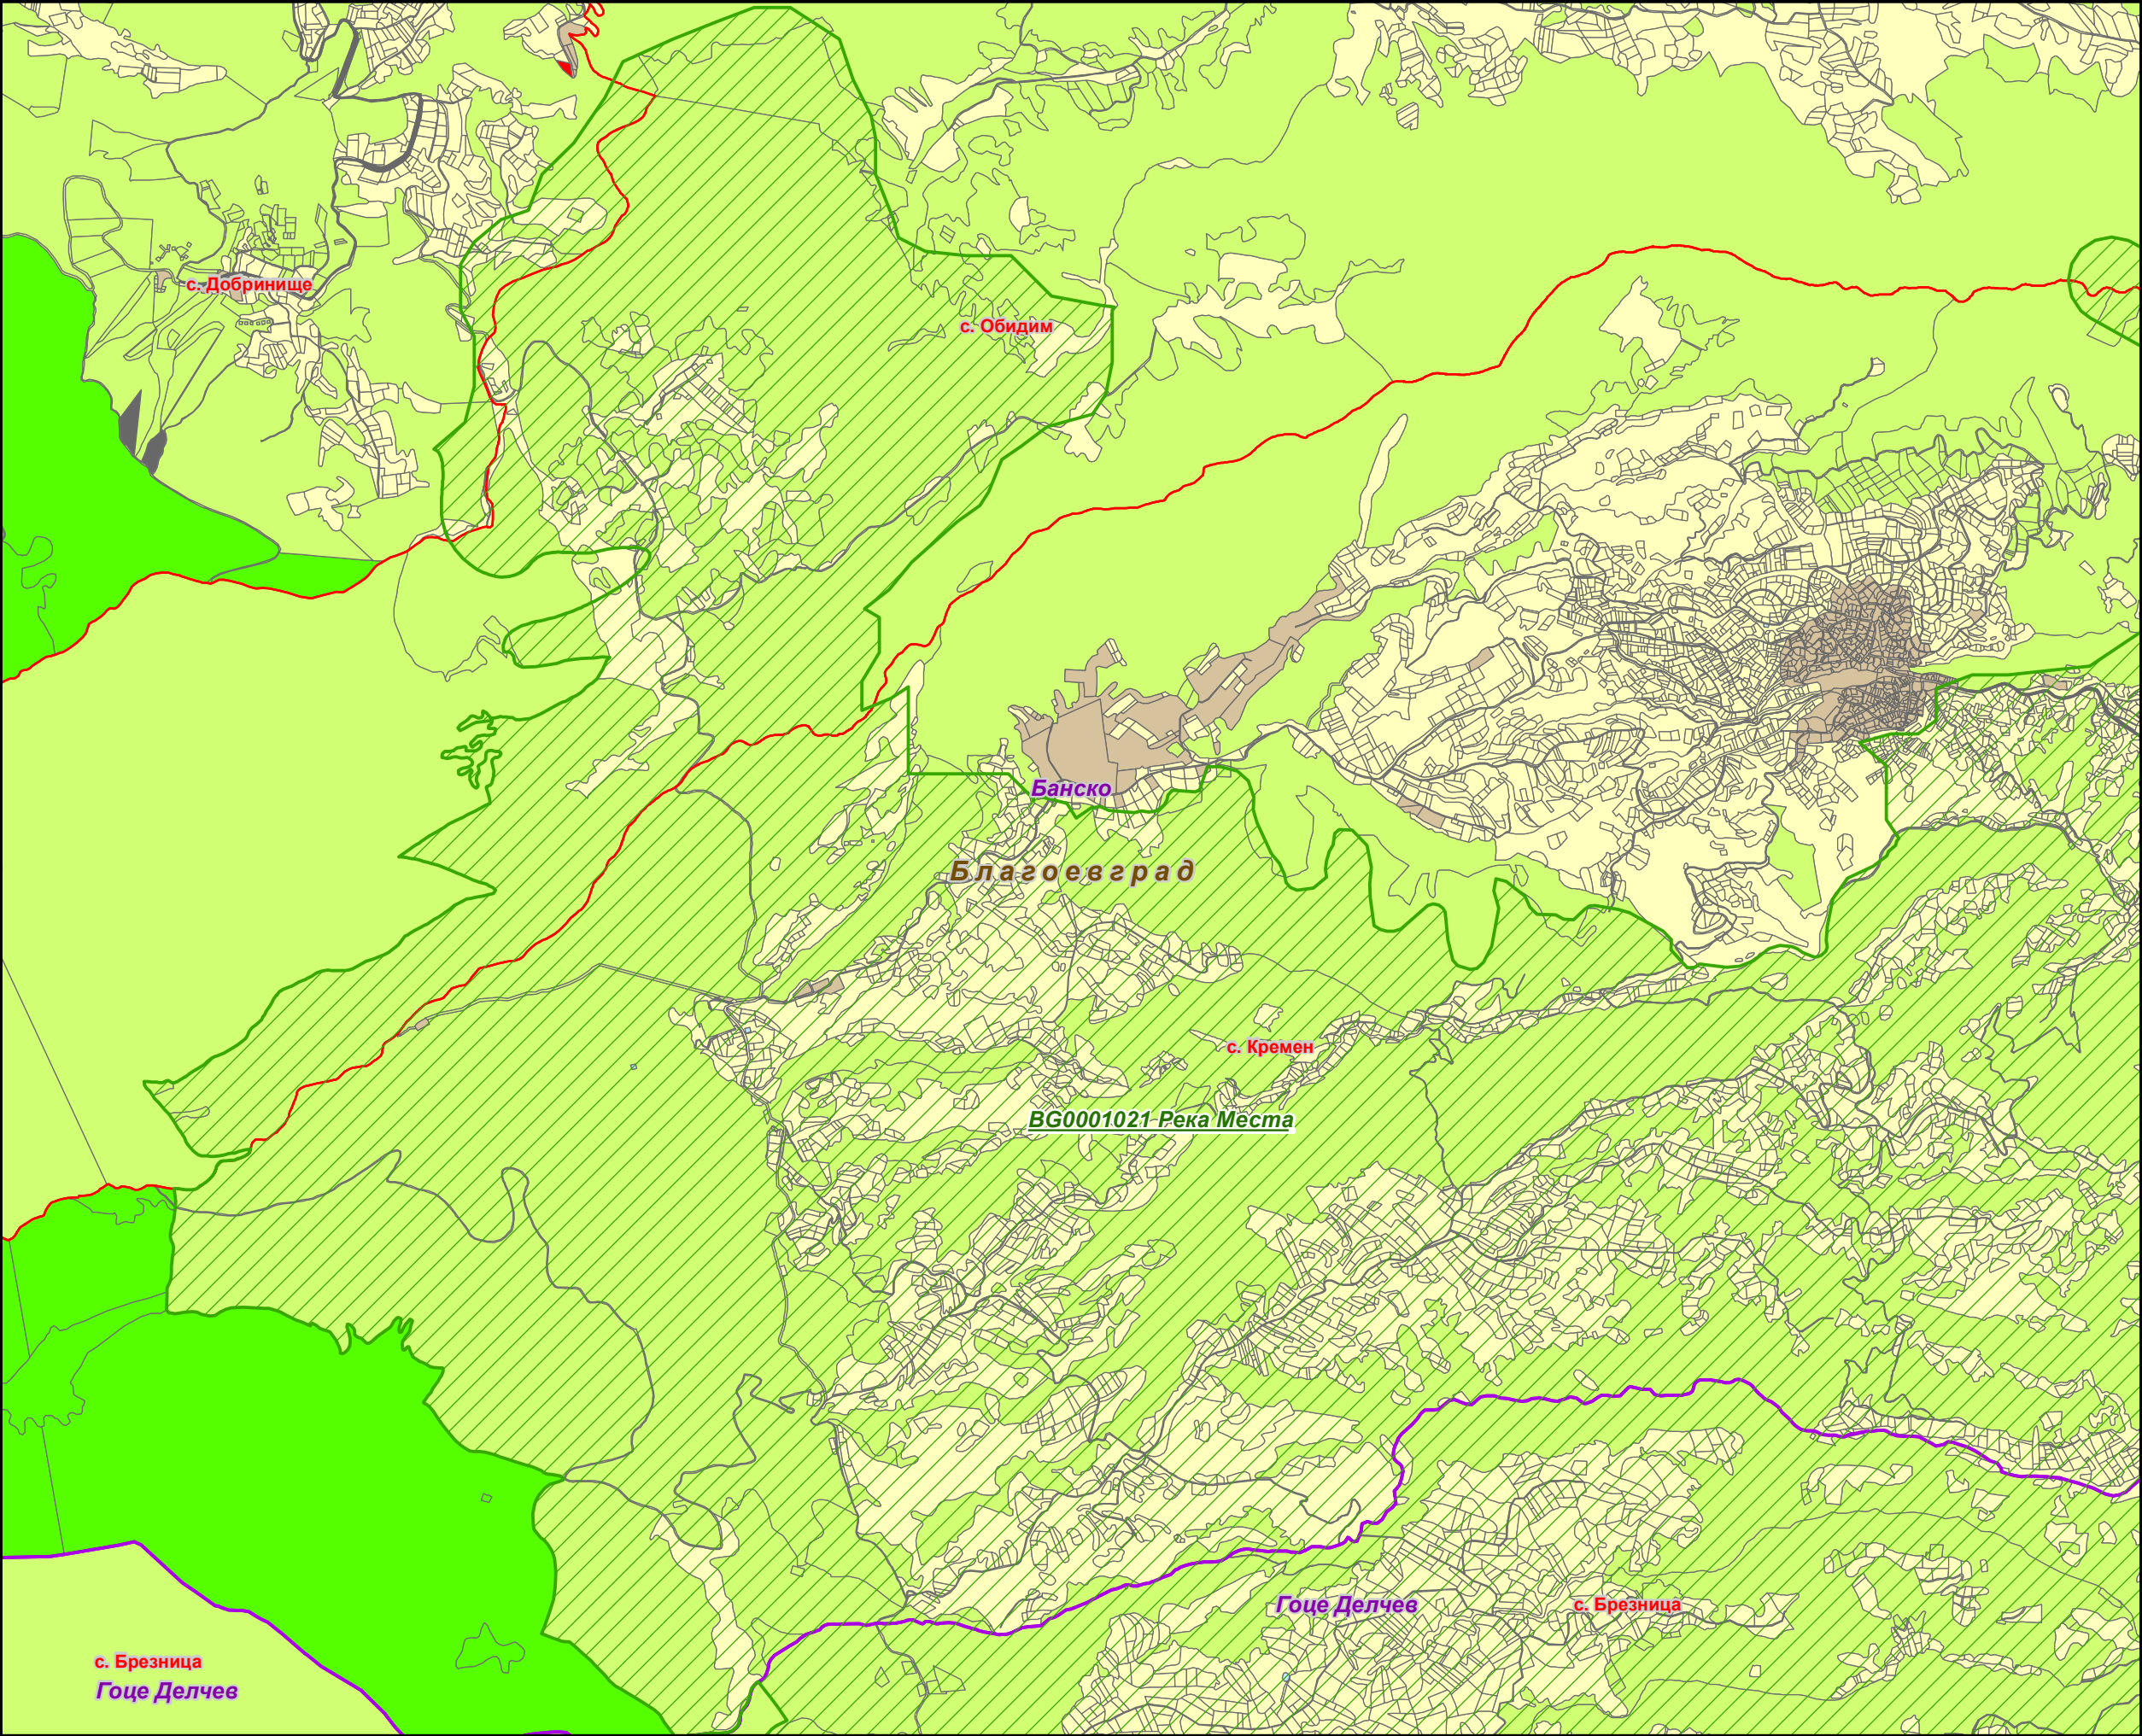 с. Добринище
с. Обидим
Банско
Благоевград
с. Кремен
BG0001021 Река Места
Гоце Делчев
с. Брезница
с. Брезница
Гоце Делчев